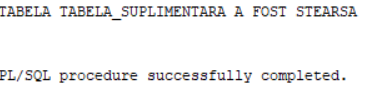 TABELA TABELA_SUPLIMENTARA A FOST STEARSA
PL/SQL procedure successfully completed.